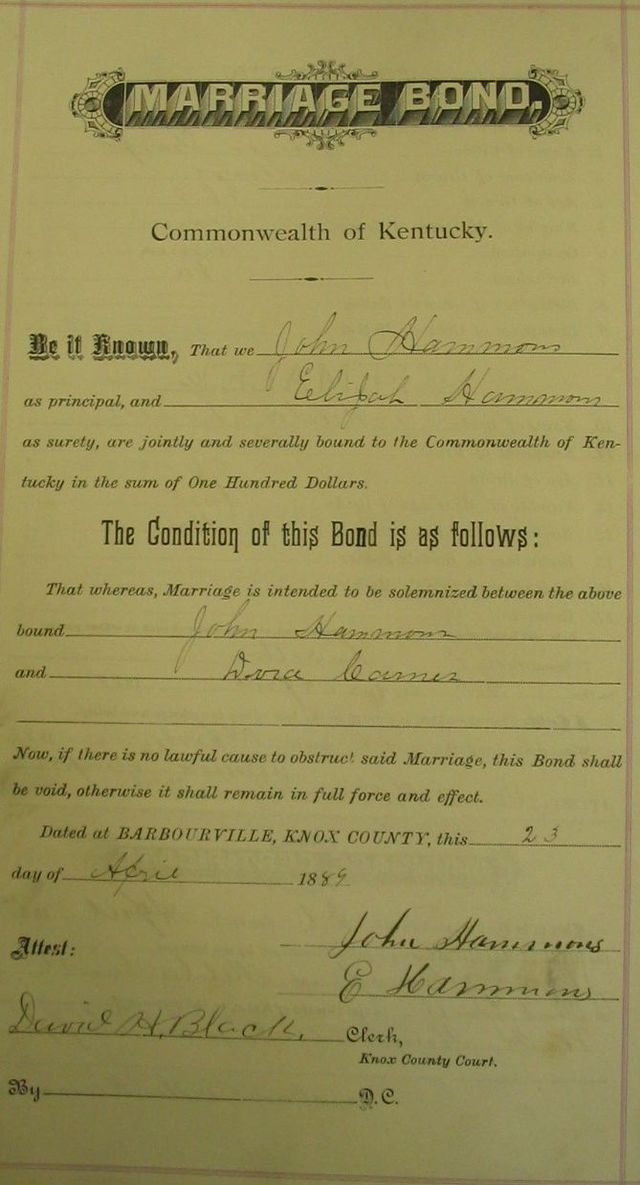 MARRIAGE BOND.
Commonwealth of Kentucky.
Be it Known, That we John Hammons
as principal, and Elijah Hammons
as surety, are jointly and severally bound to the Commonwealth of Ken-
tucky in the sum of One Hundred Dollars.
The Condition of this Bond is as follows:
That whereas, Marriage is intended to be solemnized between the above
bound John Hammons
and Dora Carnes
Now, if there is no lawful cause to obstruct said Marriage, this Bond shall
be void, otherwise it shall remain in full force and effect.
Dated at BARBOURVILLE, KNOX COUNTY, this 23
day of April 1889
John Hammons
Attest:
E Hammons
David H. Black, Clerk,
Knox County Court.
By D.C.